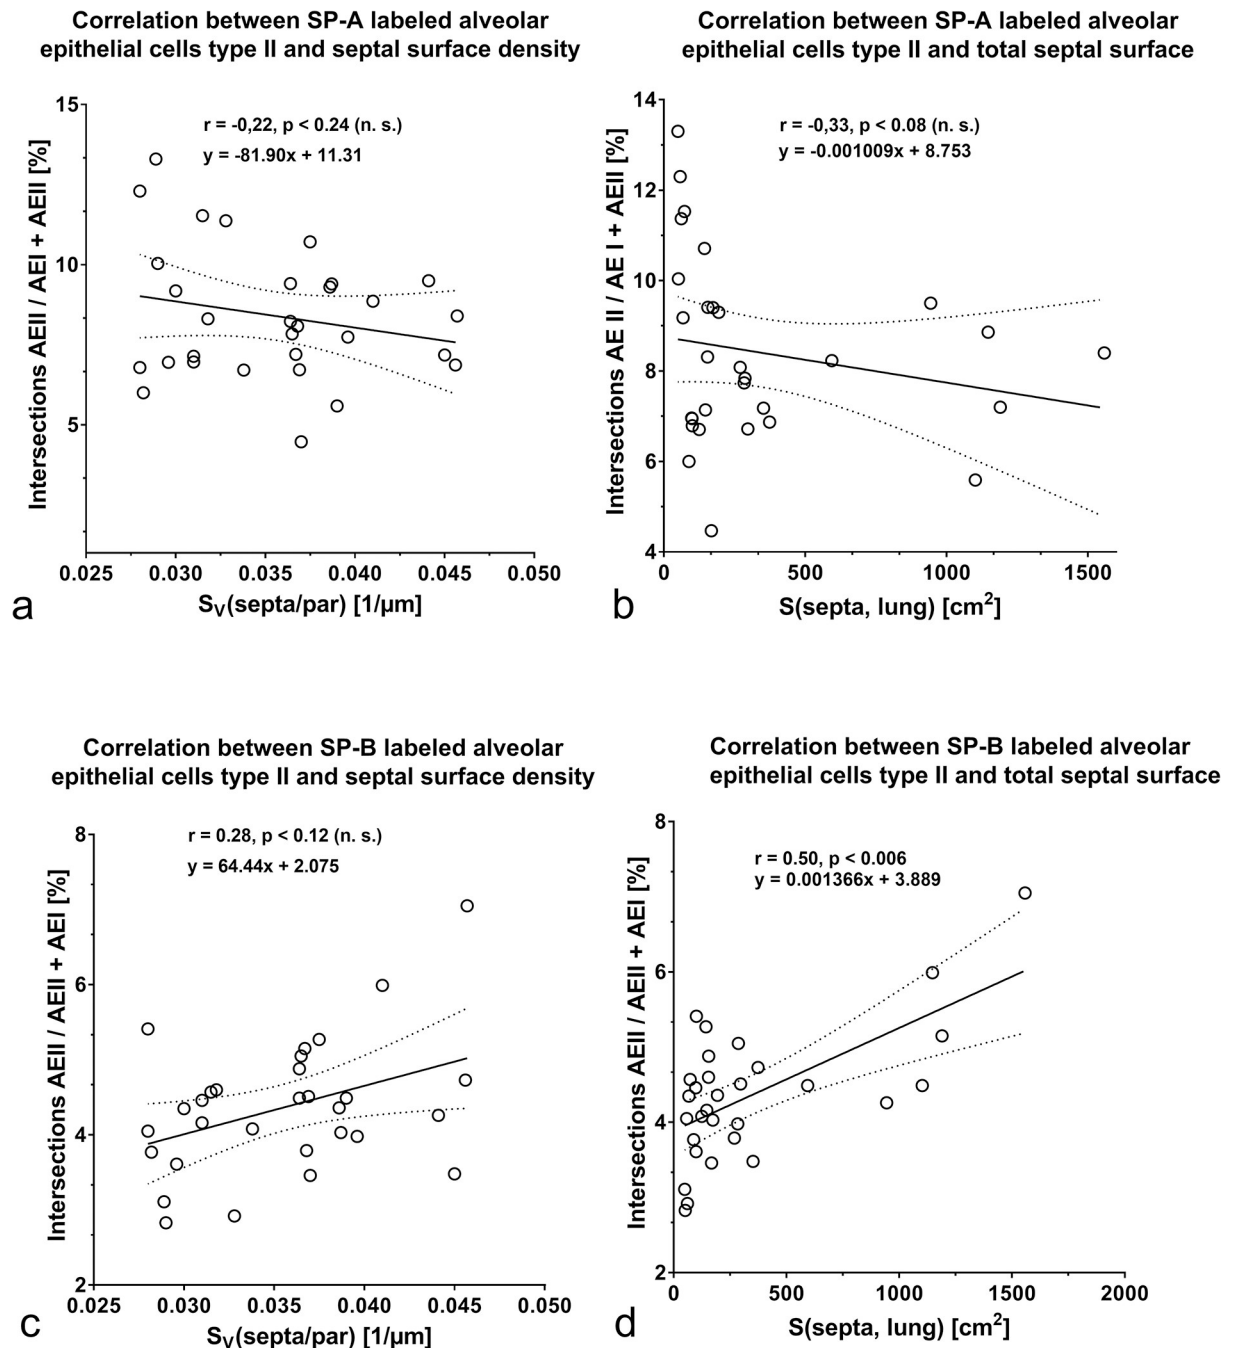 Correlation between SP-A labeled alveolar
epithelial cells type II and septal surface density
15
10
5
r = -0,22, p < 0.24 (n. s.)
y = -81.90x + 11.31
Intersections AEII / AEI + AEII [%]
0.025 0.030 0.035 0.040 0.045 0.050
SV(septa/par) [1/µm]
a
Correlation between SP-A labeled alveolar
epithelial cells type II and total septal surface
14
12
10
8
6
4
r = -0,33, p < 0.08 (n. s.)
y = -0.001009x + 8.753
Intersections AE II / AE I + AEII [%]
0 500 1000 1500
S(septa, lung) [cm2]
b
Correlation between SP-B labeled alveolar
epithelial cells type II and septal surface density
8
6
4
2
r = 0.28, p < 0.12 (n. s.)
y = 64.44x + 2.075
Intersections AEII / AEII + AEI [%]
0.025 0.030 0.035 0.040 0.045 0.050
SV(septa/par) [1/µm]
c
Correlation between SP-B labeled alveolar
epithelial cells type II and total septal surface
8
6
4
2
r = 0.50, p < 0.006
y = 0.001366x + 3.889
Intersections AEII / AEII + AEI [%]
0 500 1000 1500 2000
S(septa, lung) [cm2]
d